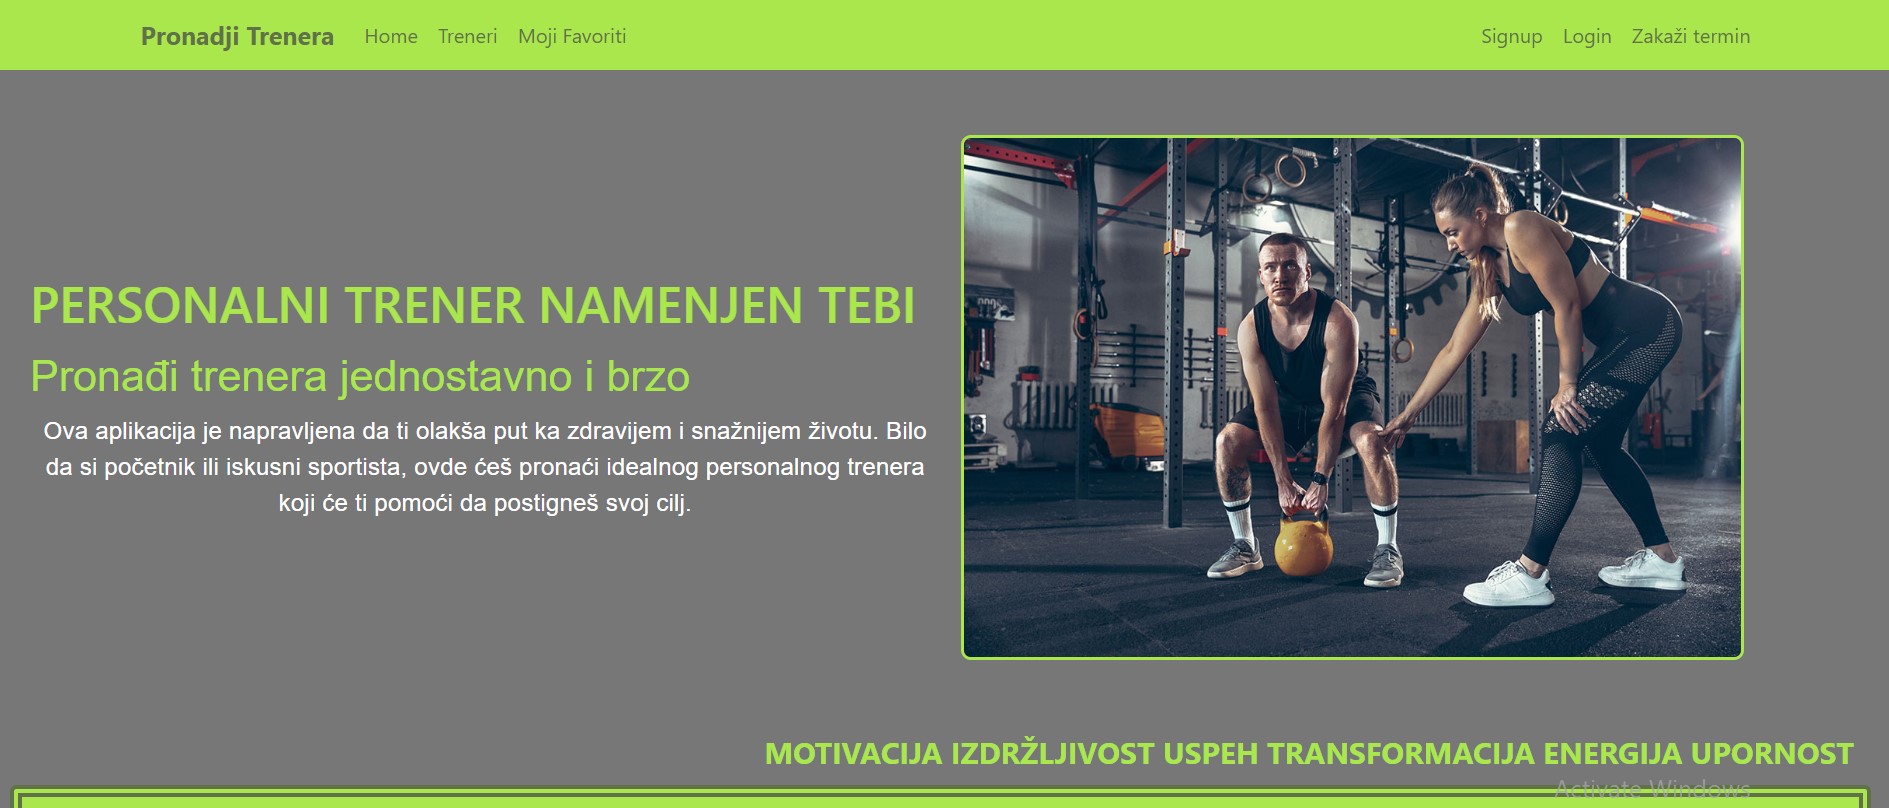 Pronadji Trenera Home Treneri Moji Favoriti Signup Login Zakaži termin
PERSONALNI TRENER NAMENJEN TEBI
Pronađi trenera jednostavno i brzo
Ova aplikacija je napravljena da ti olakša put ka zdravijem i snažnijem životu. Bilo
da si početnik ili iskusni sportista, ovde ćeš pronaći idealnog personalnog trenera
koji će ti pomoći da postigneš svoj cilj.
MOTIVACIJA IZDRŽLJIVOST USPEH TRANSFORMACIJA ENERGIJA UPORNOST
Activate Windows